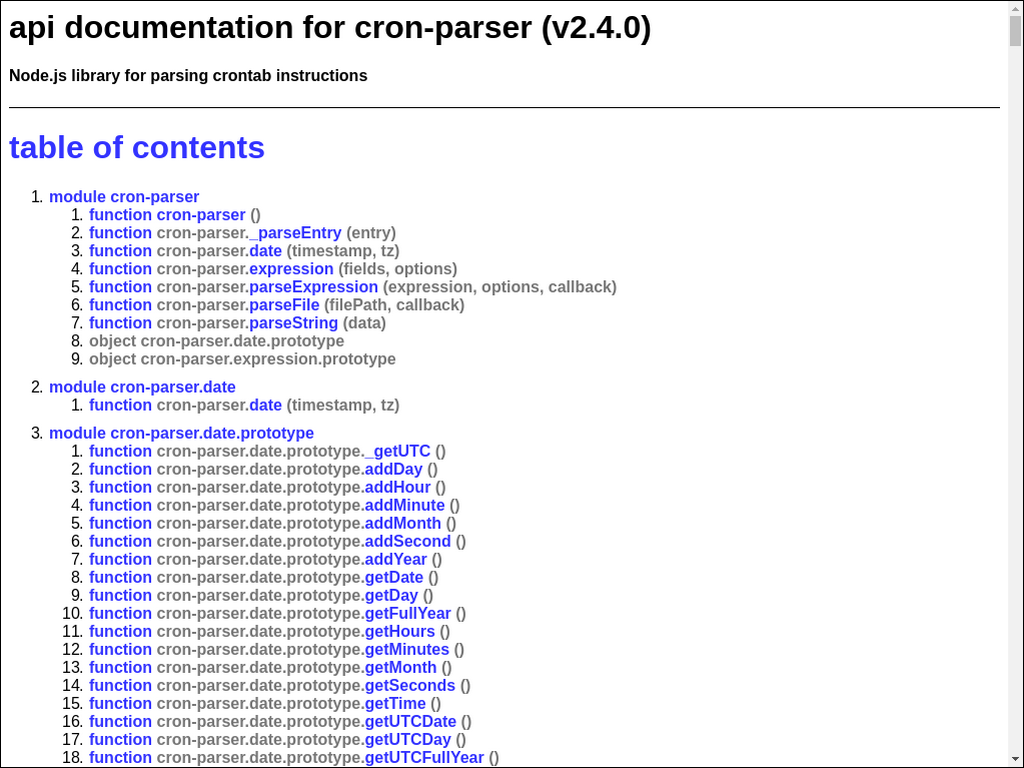 api documentation for cron-parser (v2.4.0)
Node.js library for parsing crontab instructions
table of contents
1. module cron-parser
1. function cron-parser ()
2. function cron-parser._parseEntry (entry)
3. function cron-parser.date (timestamp, tz)
4. function cron-parser.expression (fields, options)
5. function cron-parser.parseExpression (expression, options, callback)
6. function cron-parser.parseFile (filePath, callback)
7. function cron-parser.parseString (data)
8. object cron-parser.date.prototype
9. object cron-parser.expression.prototype
2. module cron-parser.date
1. function cron-parser.date (timestamp, tz)
3. module cron-parser.date.prototype
1. function cron-parser.date.prototype._getUTC ()
2. function cron-parser.date.prototype.addDay ()
3. function cron-parser.date.prototype.addHour ()
4. function cron-parser.date.prototype.addMinute ()
5. function cron-parser.date.prototype.addMonth ()
6. function cron-parser.date.prototype.addSecond ()
7. function cron-parser.date.prototype.addYear ()
8. function cron-parser.date.prototype.getDate ()
9. function cron-parser.date.prototype.getDay ()
10. function cron-parser.date.prototype.getFullYear ()
11. function cron-parser.date.prototype.getHours ()
12. function cron-parser.date.prototype.getMinutes ()
13. function cron-parser.date.prototype.getMonth ()
14. function cron-parser.date.prototype.getSeconds ()
15. function cron-parser.date.prototype.getTime ()
16. function cron-parser.date.prototype.getUTCDate ()
17. function cron-parser.date.prototype.getUTCDay ()
18. function cron-parser.date.prototype.getUTCFullYear ()